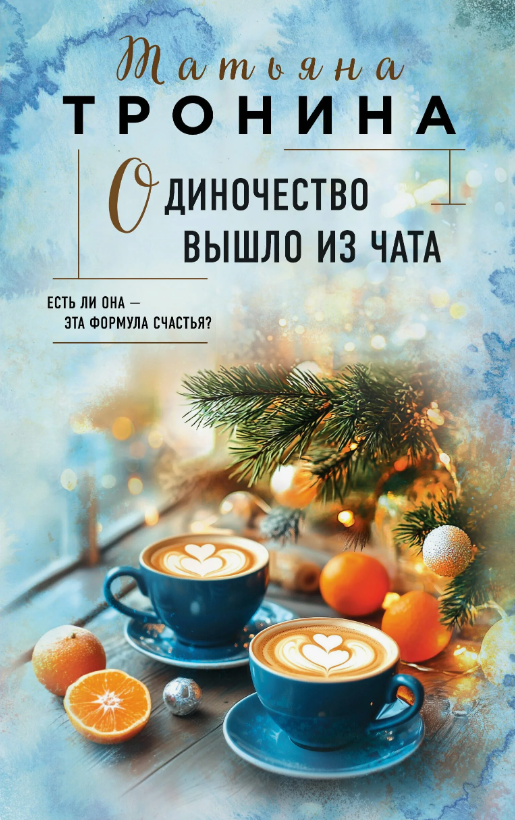 Татьяна
ТРОНИНА
ОДИНОЧЕСТВО
ВЫШЛО ИЗ ЧАТА
ЕСТЬ ЛИ ОНА –
ЭТА ФОРМУЛА СЧАСТЬЯ?